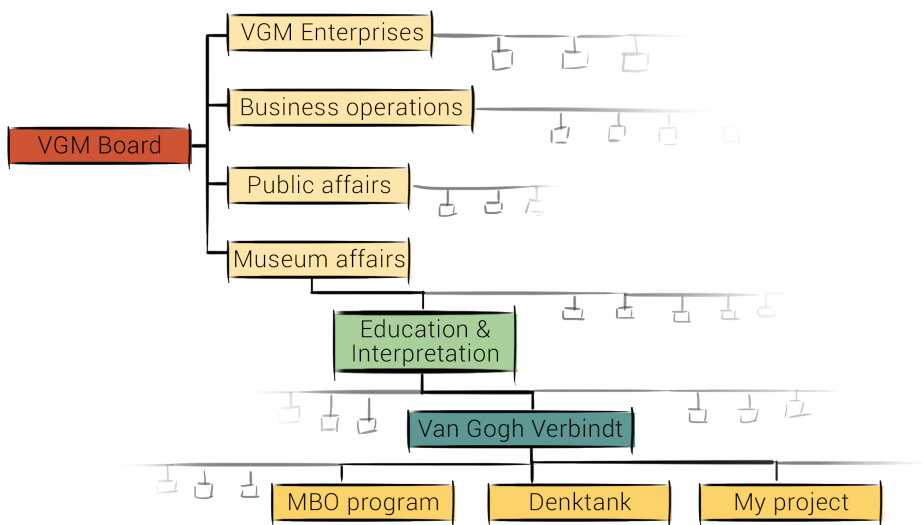 VGM Enterprises
Business operations
VGM Board
Public affairs
Museum affairs
Education &
Interpretation
Van Gogh Verbindt
MBO program
Denktank
My project